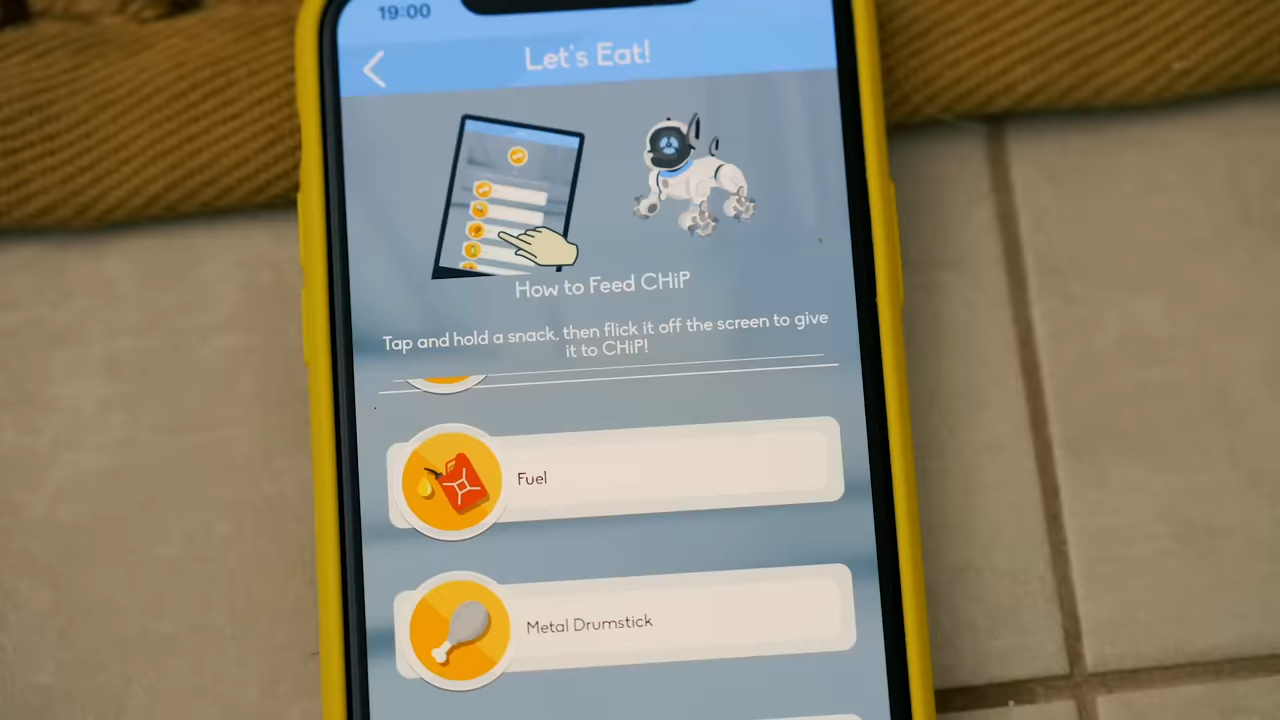 19:00
Let's Eat!
How to Feed CHiP
Tap and hold a snack, then flick it off the screen to give
it to CHiP!
Fuel
Metal Drumstick